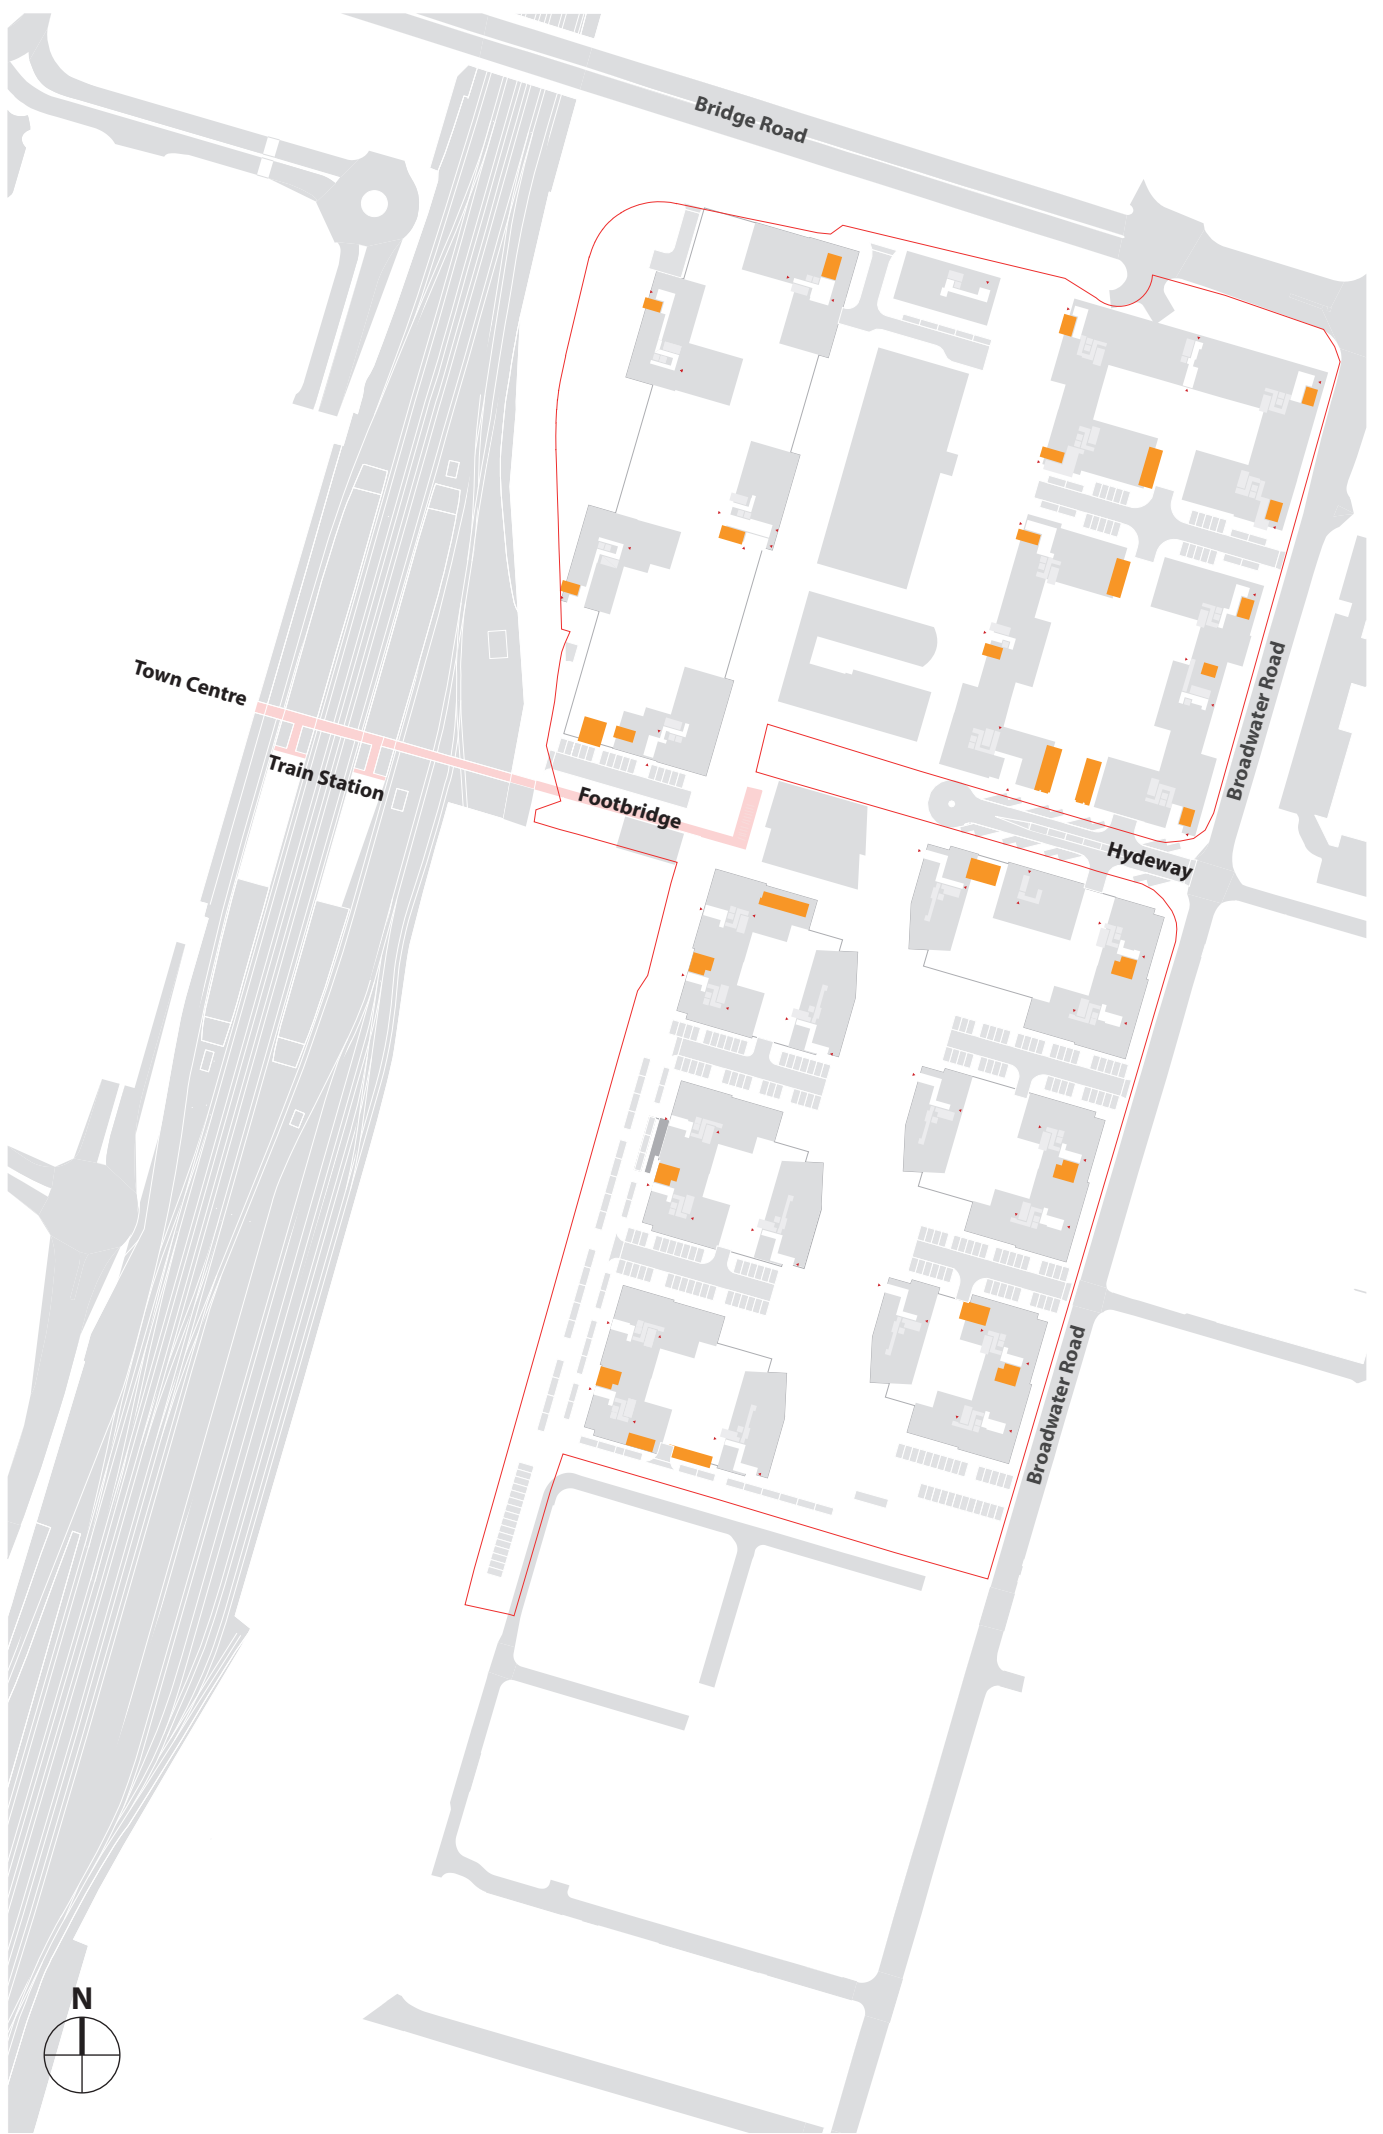 Bridge Road
Town Centre
Train Station
Footbridge
Broadwater Road
Hydeway
Broadwater Road
N